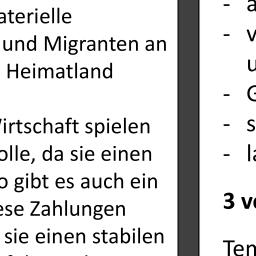 aterielle
und Migranten an
Heimatland
Wirtschaft spielen
olle, da sie einen
o gibt es auch ein
ese Zahlungen
sie einen stabilen
-
- v
u
- G
- s
- la
3 v
Ten